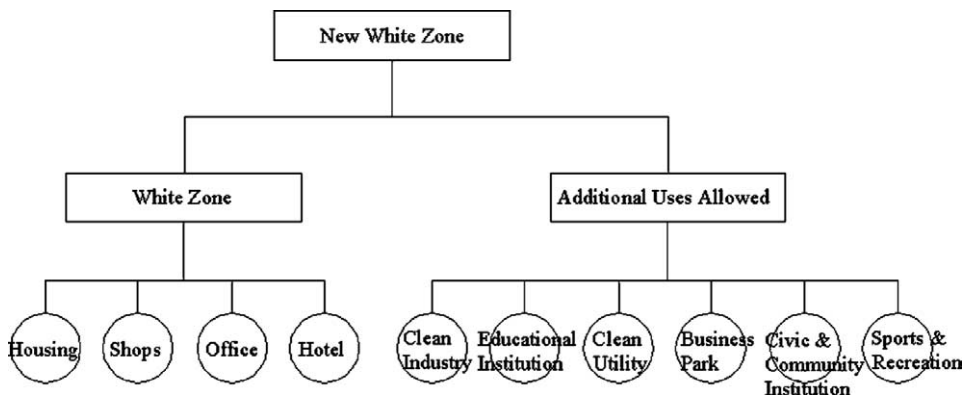 New White Zone
White Zone
Additional Uses Allowed
Housing
Shops
Office
Hotel
Clean
Industry
Educational
Institution
Clean
Utility
Business
Park
Civic &
Community
Institution
Sports &
Recreation